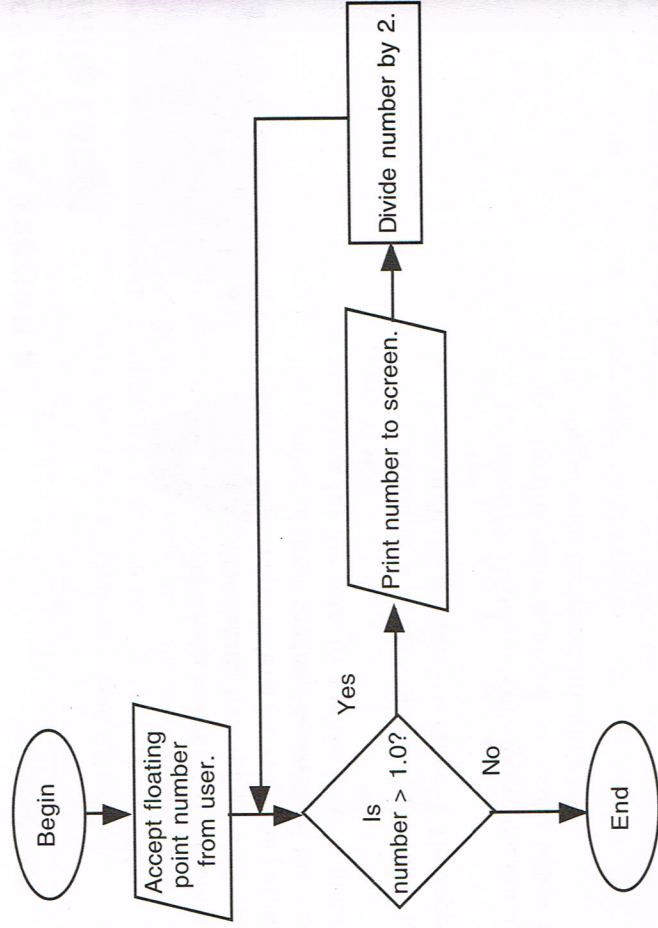 Begin
Accept floating
point number
from user.
Is
number > 1.0?
Yes
Print number to screen.
Divide number by 2.
No
End